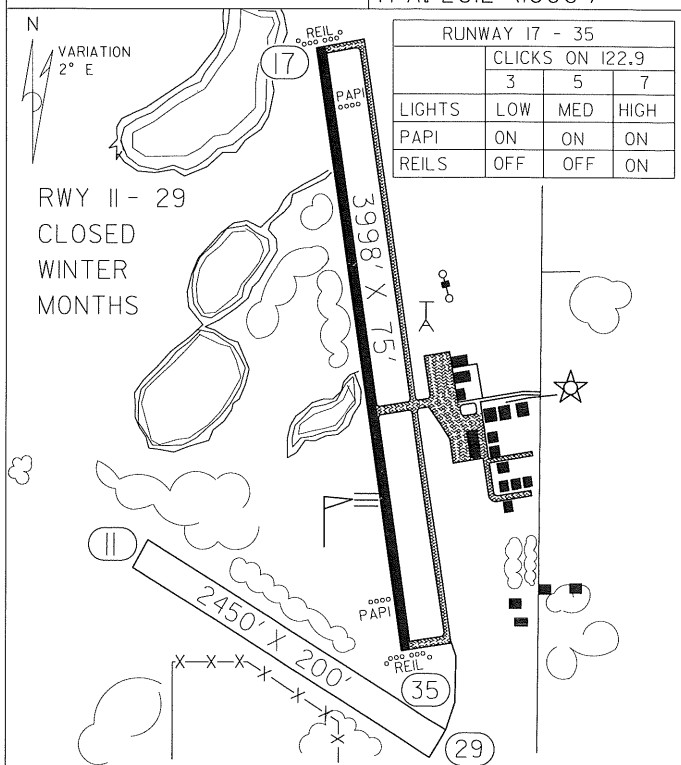 N
VARIATION
2° E
REIL
17
PAPI
RUNWAY 17 - 35
CLICKS ON 122.9
3 5 7
LIGHTS LOW MED HIGH
PAPI ON ON ON
REILS OFF OFF ON
RWY 11 - 29
CLOSED
WINTER
MONTHS
3998' X 75'
11
2450' X 200'
PAPI
REIL
35
29